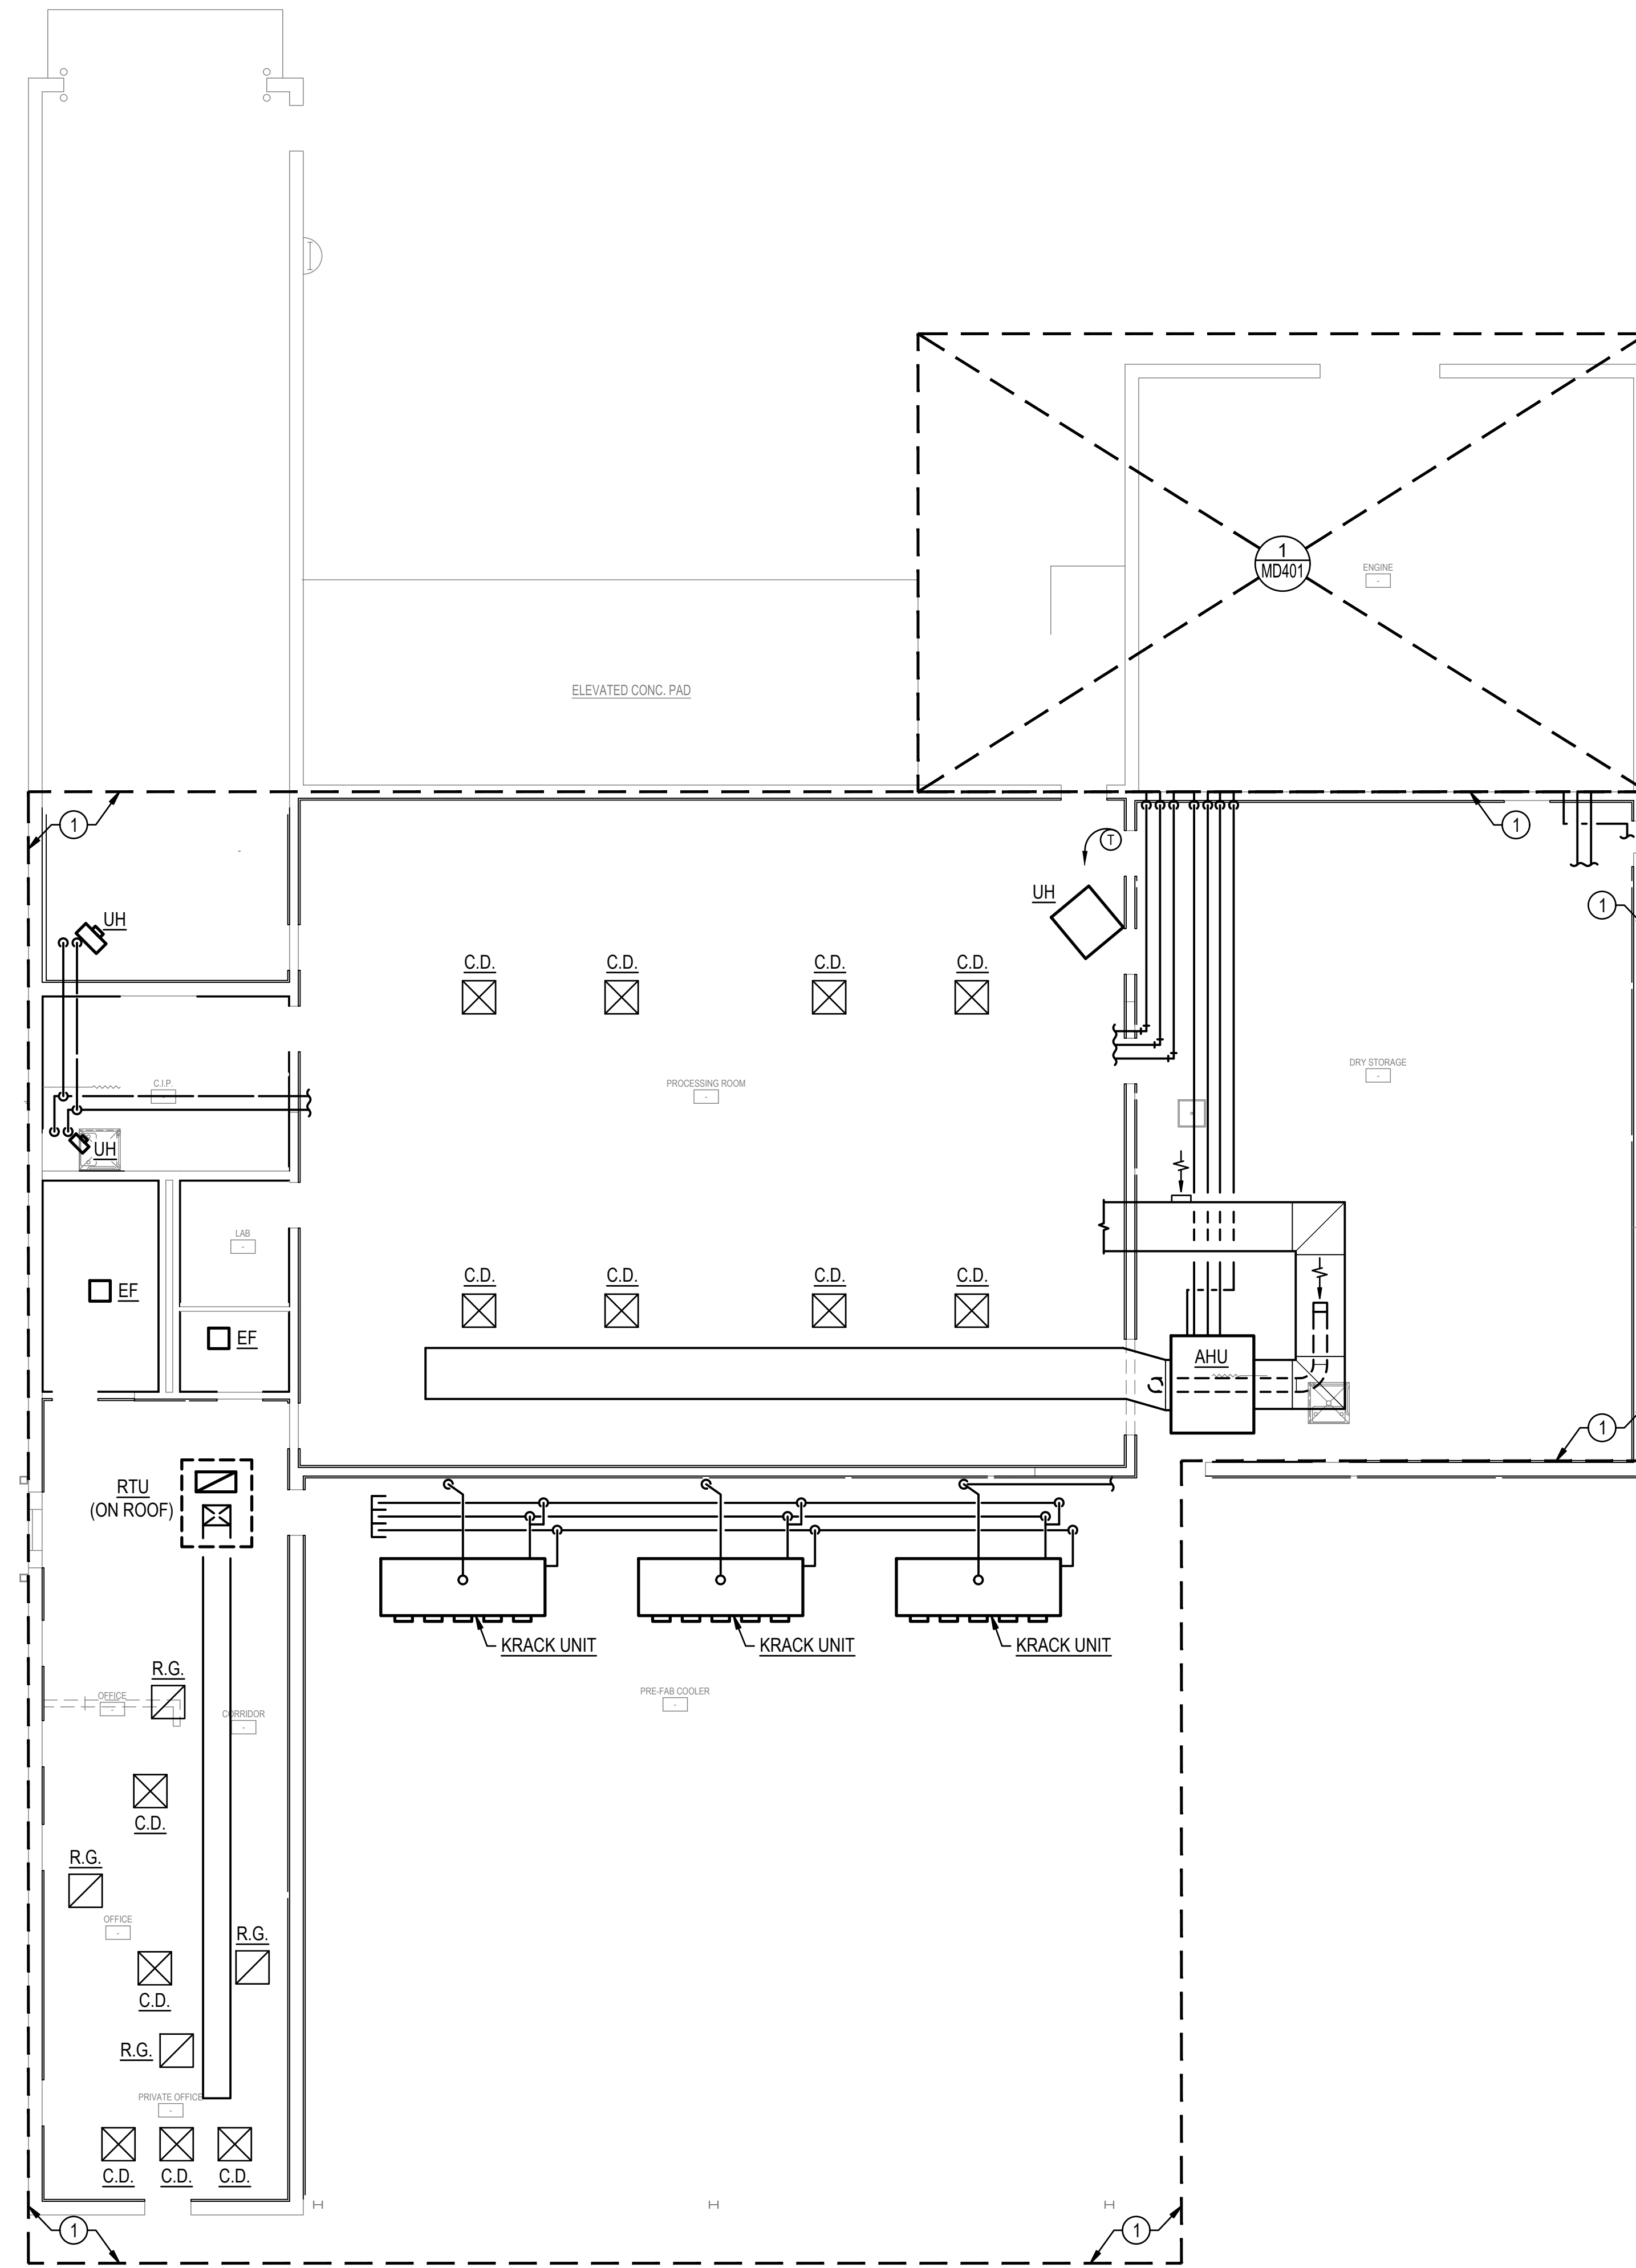 1
MD401
ENGINE
-
ELEVATED CONC. PAD
1
1
T
-
UH
UH
1
C.D.
C.D.
C.D.
C.D.
C.I.P.
-
PROCESSING ROOM
-
DRY STORAGE
-
UH
LAB
-
EF
C.D.
C.D.
C.D.
C.D.
EF
AHU
1
RTU
(ON ROOF)
KRACK UNIT
KRACK UNIT
KRACK UNIT
R.G.
OFFICE
-
PRE-FAB COOLER
-
CORRIDOR
-
C.D.
R.G.
OFFICE
-
R.G.
C.D.
R.G.
PRIVATE OFFICE
-
C.D.
C.D.
C.D.
1
1